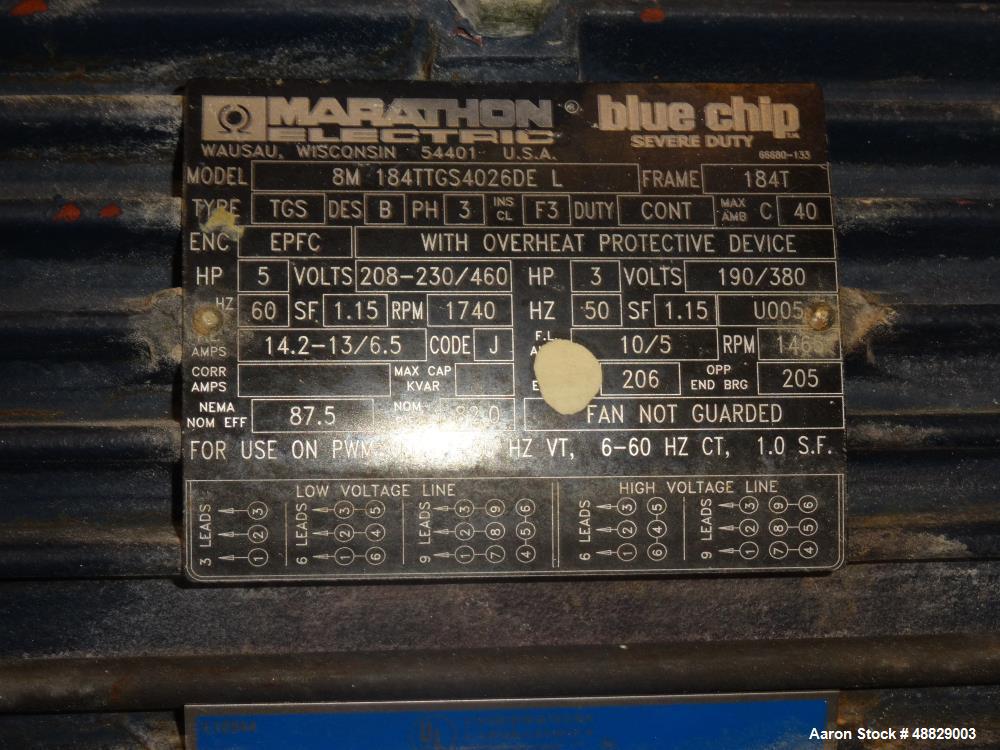 MARATHON ELECTRIC blue chip
WAUSAU, WISCONSIN 54401 U.S.A. SEVERE DUTY 66680-133
MODEL 8M 184TTGS4026DE L FRAME 184T
TYPE TGS DES B PH 3 INS CL F3 DUTY CONT MAX AMB C 40
ENC EPFC WITH OVERHEAT PROTECTIVE DEVICE
HP 5 VOLTS 208-230/460 HP 3 VOLTS 190/380
HZ 60 SF 1.15 RPM 1740 HZ 50 SF 1.15 U005
AMPS 14.2-13/6.5 CODE J F.L. 10/5 RPM
CORR AMPS MAX CAP KVAR 206 OPP END BRG 205
NEMA NOM EFF 87.5 NOM 82.0 FAN NOT GUARDED
FOR USE ON PWM HZ VT, 6-60 HZ CT, 1.0 S.F.
LOW VOLTAGE LINE HIGH VOLTAGE LINE
3 LEADS 1 2 3
6 LEADS 1 2 3 6 4 5
9 LEADS 1 2 3 7 8 9 4 5 6
6 LEADS 1 2 3 6 4 5
9 LEADS 1 2 3 7 8 9 4 5 6
Aaron Stock # 48829003